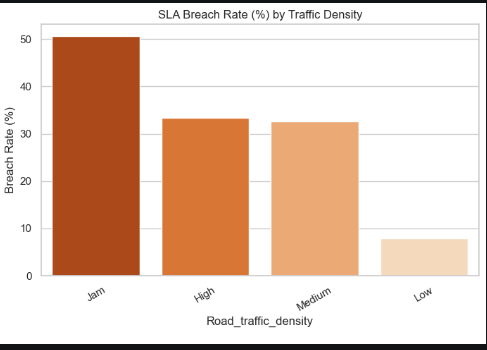 SLA Breach Rate (%) by Traffic Density
Breach Rate (%)
50
40
30
20
10
0
Jam
High
Medium
Low
Road_traffic_density